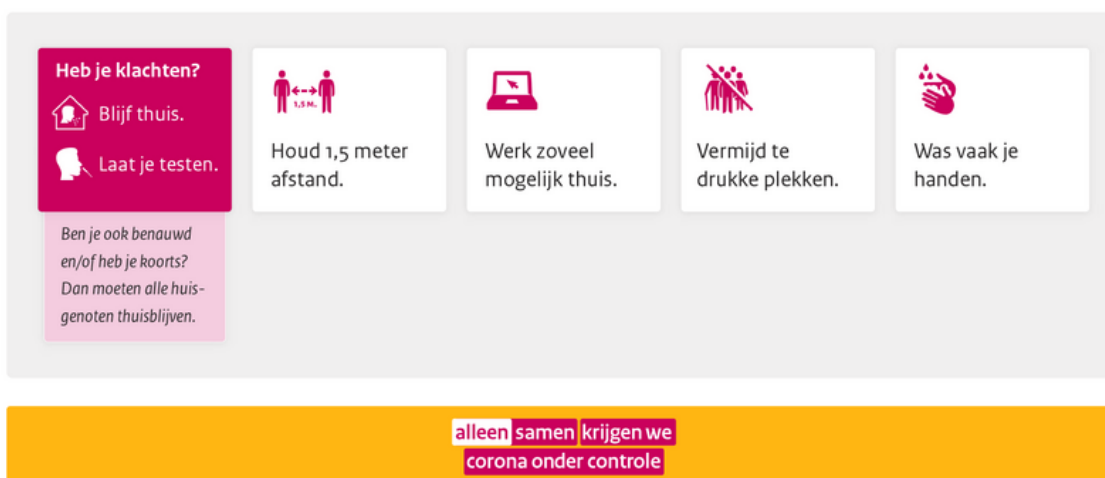 Heb je klachten?
Blijf thuis.
Laat je testen.
Ben je ook benauwd
en/of heb je koorts?
Dan moeten alle huis-
genoten thuisblijven.
1,5 M.
Houd 1,5 meter
afstand.
Werk zoveel
mogelijk thuis.
Vermijd te
drukke plekken.
Was vaak je
handen.
alleen samen krijgen we
corona onder controle